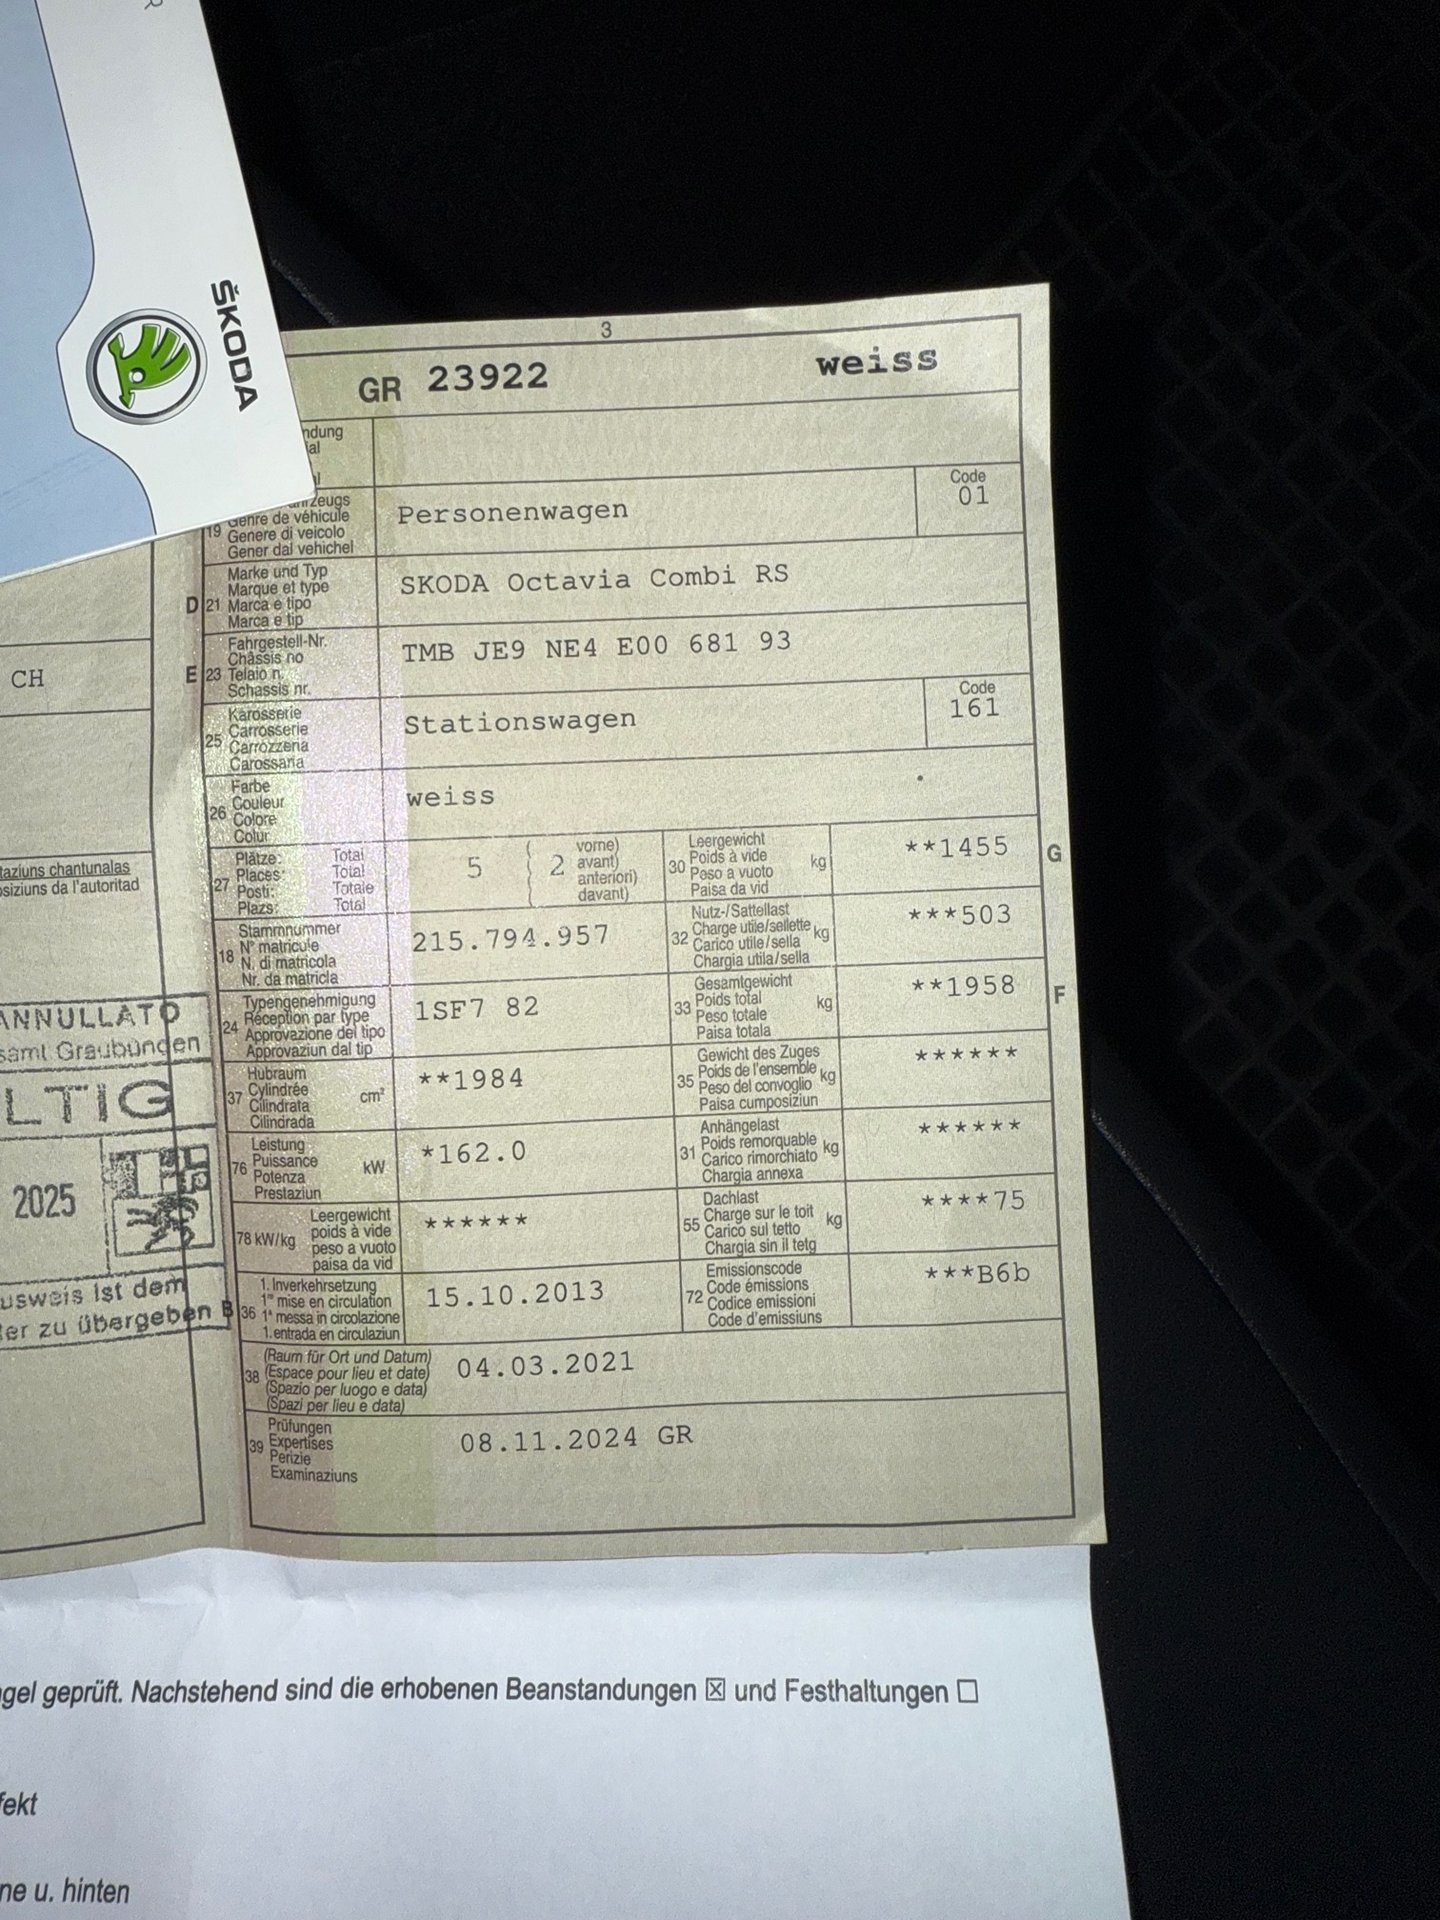 ŠKODA
3
GR 23922 weiss
19 Genre de véhicule
Genere di veicolo
Gener dal vehichel
Personenwagen
Code
01
D 21 Marke und Typ
Marque et type
Marca e tipo
Marca e tip
SKODA Octavia Combi RS
E 23 Fahrgestell-Nr.
Châssis no
Telaio n.
Schassis nr.
TMB JE9 NE4 E00 681 93
25 Karosserie
Carrosserie
Carrozzeria
Carossaria
Stationswagen
Code
161
26 Farbe
Couleur
Colore
Colur
weiss
27 Plätze: Total
Places: Total
Posti: Totale
Plazs: Total
5 ( 2 vorne)
avant)
anteriori)
davant)
30 Leergewicht
Poids à vide kg
Peso a vuoto
Paisa da vid
**1455
G
18 Stammnummer
N° matricule
N. di matricola
Nr. da matricla
215.794.957
32 Nutz-/Sattellast
Charge utile/sellette kg
Carico utile/sella
Chargia utila/sella
***503
24 Typengenehmigung
Réception par type
Approvazione del tipo
Approvaziun dal tip
1SF7 82
33 Gesamtgewicht
Poids total kg
Peso totale
Paisa totala
**1958
F
37 Hubraum
Cylindrée cm³
Cilindrata
Cilindrada
**1984
35 Gewicht des Zuges
Poids de l'ensemble kg
Peso del convoglio
Paisa cumposiziun
******
76 Leistung
Puissance kW
Potenza
Prestaziun
*162.0
31 Anhängelast
Poids remorquable kg
Carico rimorchiato
Chargia annexa
******
78 kW/kg Leergewicht
poids à vide
peso a vuoto
paisa da vid
******
55 Dachlast
Charge sur le toit kg
Carico sul tetto
Chargia sin il tetg
****75
36 1. Inverkehrsetzung
1re mise en circulation
1a messa in circolazione
1. entrada en circulaziun
15.10.2013
72 Emissionscode
Code émissions
Codice emissioni
Code d'emissiuns
***B6b
38 (Raum für Ort und Datum)
(Espace pour lieu et date)
(Spazio per luogo e data)
(Spazi per lieu e data)
04.03.2021
39 Prüfungen
Expertises
Perizie
Examinaziuns
08.11.2024 GR
CH
ANNULLATO
Graubünden
2025
ist dem
zu übergeben B
geprüft. Nachstehend sind die erhobenen Beanstandungen ☒ und Festhaltungen ☐
u. hinten